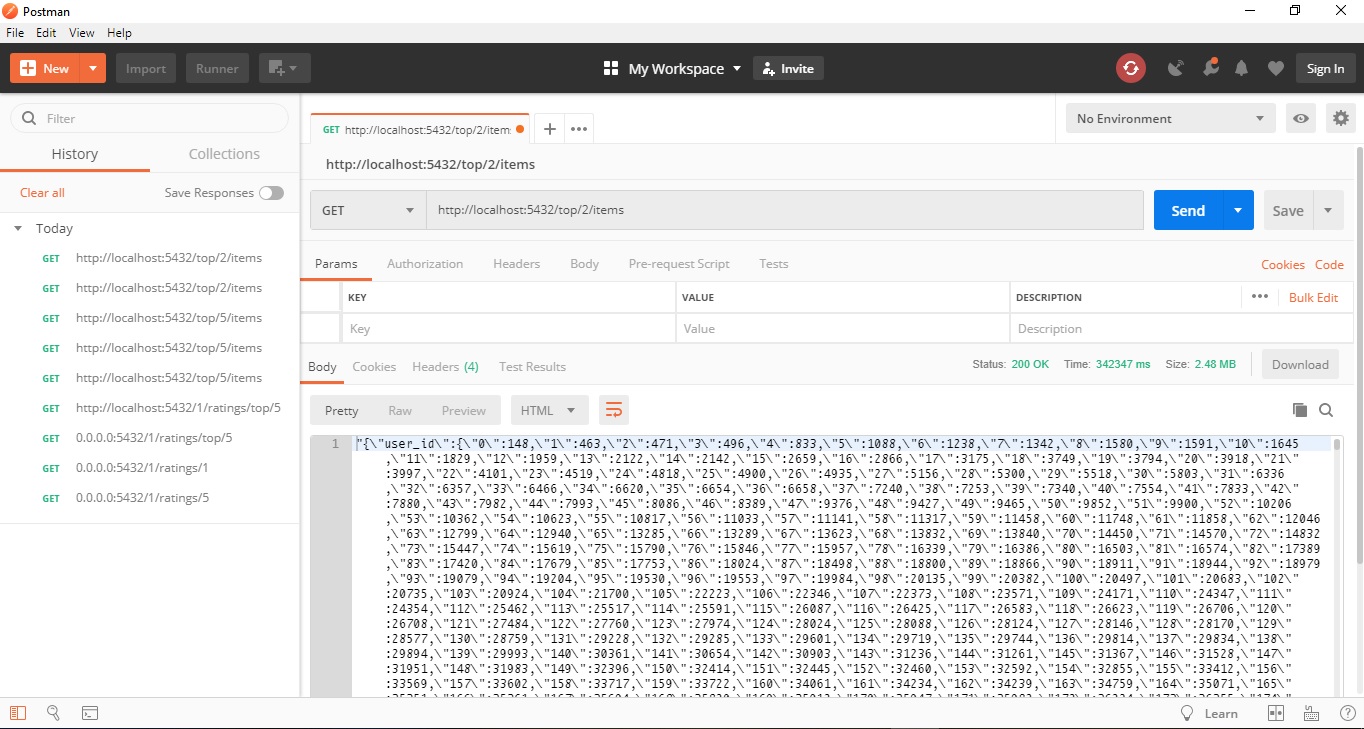 Postman
File Edit View Help
New Import Runner My Workspace Invite Sign In
Filter
History Collections
Clear all Save Responses
Today
GET http://localhost:5432/top/2/items
GET http://localhost:5432/top/2/items
GET http://localhost:5432/top/5/items
GET http://localhost:5432/top/5/items
GET http://localhost:5432/top/5/items
GET http://localhost:5432/1/ratings/top/5
GET 0.0.0.0:5432/1/ratings/top/5
GET 0.0.0.0:5432/1/ratings/1
GET 0.0.0.0:5432/1/ratings/5
GET http://localhost:5432/top/2/item
No Environment
http://localhost:5432/top/2/items
GET http://localhost:5432/top/2/items Send Save
Params Authorization Headers Body Pre-request Script Tests Cookies Code
KEY VALUE DESCRIPTION Bulk Edit
Key Value Description
Body Cookies Headers (4) Test Results Status: 200 OK Time: 342347 ms Size: 2.48 MB Download
Pretty Raw Preview HTML
1 "{\"user_id\":{\"0\":148,\"1\":463,\"2\":471,\"3\":496,\"4\":833,\"5\":1088,\"6\":1238,\"7\":1342,\"8\":1580,\"9\":1591,\"10\":1645
,\"11\":1829,\"12\":1959,\"13\":2122,\"14\":2142,\"15\":2659,\"16\":2866,\"17\":3175,\"18\":3749,\"19\":3794,\"20\":3918,\"21\"
:3997,\"22\":4101,\"23\":4519,\"24\":4818,\"25\":4900,\"26\":4935,\"27\":5156,\"28\":5300,\"29\":5518,\"30\":5803,\"31\":6336
,\"32\":6357,\"33\":6466,\"34\":6620,\"35\":6654,\"36\":6658,\"37\":7240,\"38\":7253,\"39\":7340,\"40\":7554,\"41\":7833,\"42\"
:7880,\"43\":7982,\"44\":7993,\"45\":8086,\"46\":8389,\"47\":9376,\"48\":9427,\"49\":9465,\"50\":9852,\"51\":9900,\"52\":10206
,\"53\":10362,\"54\":10623,\"55\":10817,\"56\":11033,\"57\":11141,\"58\":11317,\"59\":11458,\"60\":11748,\"61\":11858,\"62\":12046
,\"63\":12799,\"64\":12940,\"65\":13285,\"66\":13289,\"67\":13623,\"68\":13832,\"69\":13840,\"70\":14450,\"71\":14570,\"72\":14832
,\"73\":15447,\"74\":15619,\"75\":15790,\"76\":15846,\"77\":15957,\"78\":16339,\"79\":16386,\"80\":16503,\"81\":16574,\"82\":17389
,\"83\":17420,\"84\":17679,\"85\":17753,\"86\":18024,\"87\":18498,\"88\":18800,\"89\":18866,\"90\":18911,\"91\":18944,\"92\":18979
,\"93\":19079,\"94\":19204,\"95\":19530,\"96\":19553,\"97\":19984,\"98\":20135,\"99\":20382,\"100\":20497,\"101\":20683,\"102\"
:20735,\"103\":20924,\"104\":21700,\"105\":22223,\"106\":22346,\"107\":22373,\"108\":23571,\"109\":24171,\"110\":24347,\"111\"
:24354,\"112\":25462,\"113\":25517,\"114\":25591,\"115\":26087,\"116\":26425,\"117\":26583,\"118\":26623,\"119\":26706,\"120\"
:26708,\"121\":27484,\"122\":27760,\"123\":27974,\"124\":28024,\"125\":28088,\"126\":28124,\"127\":28146,\"128\":28170,\"129\"
:28577,\"130\":28759,\"131\":29228,\"132\":29285,\"133\":29601,\"134\":29719,\"135\":29744,\"136\":29814,\"137\":29834,\"138\"
:29894,\"139\":29993,\"140\":30361,\"141\":30654,\"142\":30903,\"143\":31236,\"144\":31261,\"145\":31367,\"146\":31528,\"147\"
:31951,\"148\":31983,\"149\":32396,\"150\":32414,\"151\":32445,\"152\":32460,\"153\":32592,\"154\":32855,\"155\":33412,\"156\"
:33569,\"157\":33602,\"158\":33717,\"159\":33722,\"160\":34061,\"161\":34234,\"162\":34239,\"163\":34759,\"164\":35071,\"165\"
Learn